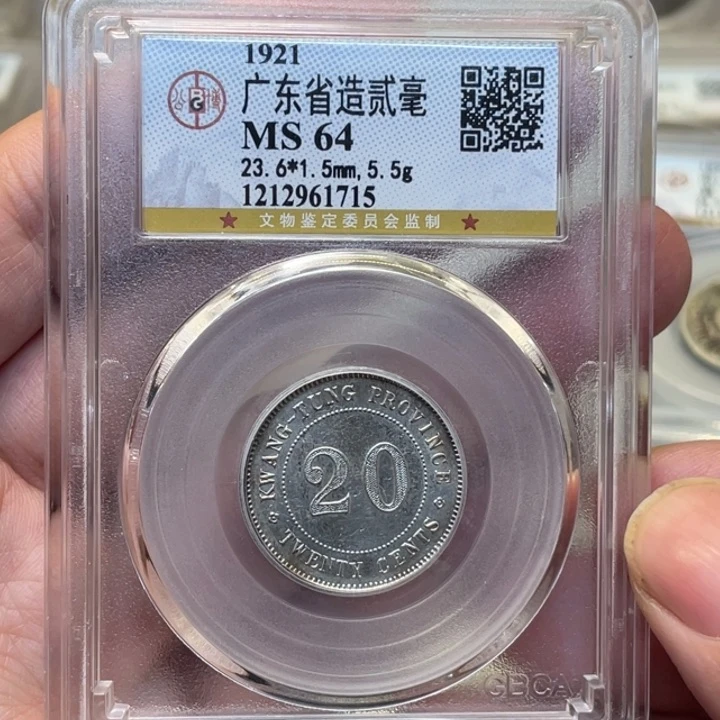 1921
广东省造贰毫
MS 64
23.6*1.5mm,5.5g
1212961715
文物鉴定委员会监制
KWANG-TUNG PROVINCE
20
TWENTY CENTS
GBCA